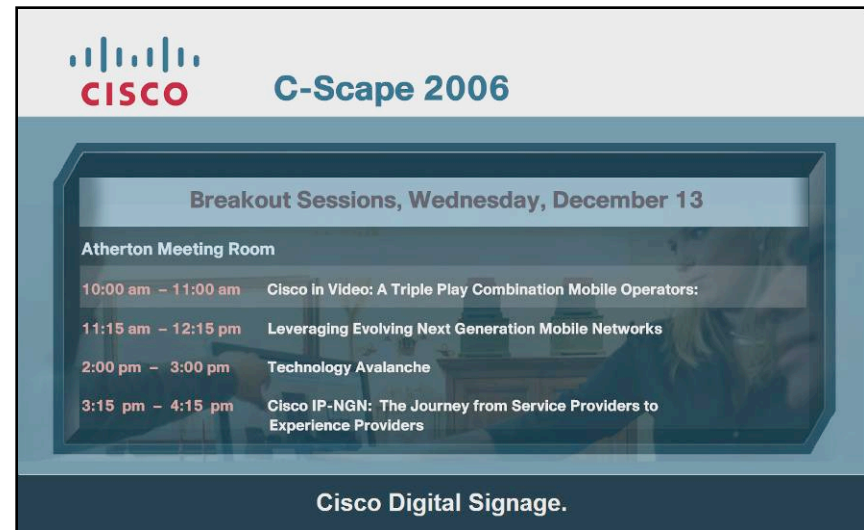 CISCO
C-Scape 2006
Breakout Sessions, Wednesday, December 13
Atherton Meeting Room
10:00 am – 11:00 am Cisco in Video: A Triple Play Combination Mobile Operators:
11:15 am – 12:15 pm Leveraging Evolving Next Generation Mobile Networks
2:00 pm – 3:00 pm Technology Avalanche
3:15 pm – 4:15 pm Cisco IP-NGN: The Journey from Service Providers to
Experience Providers
Cisco Digital Signage.